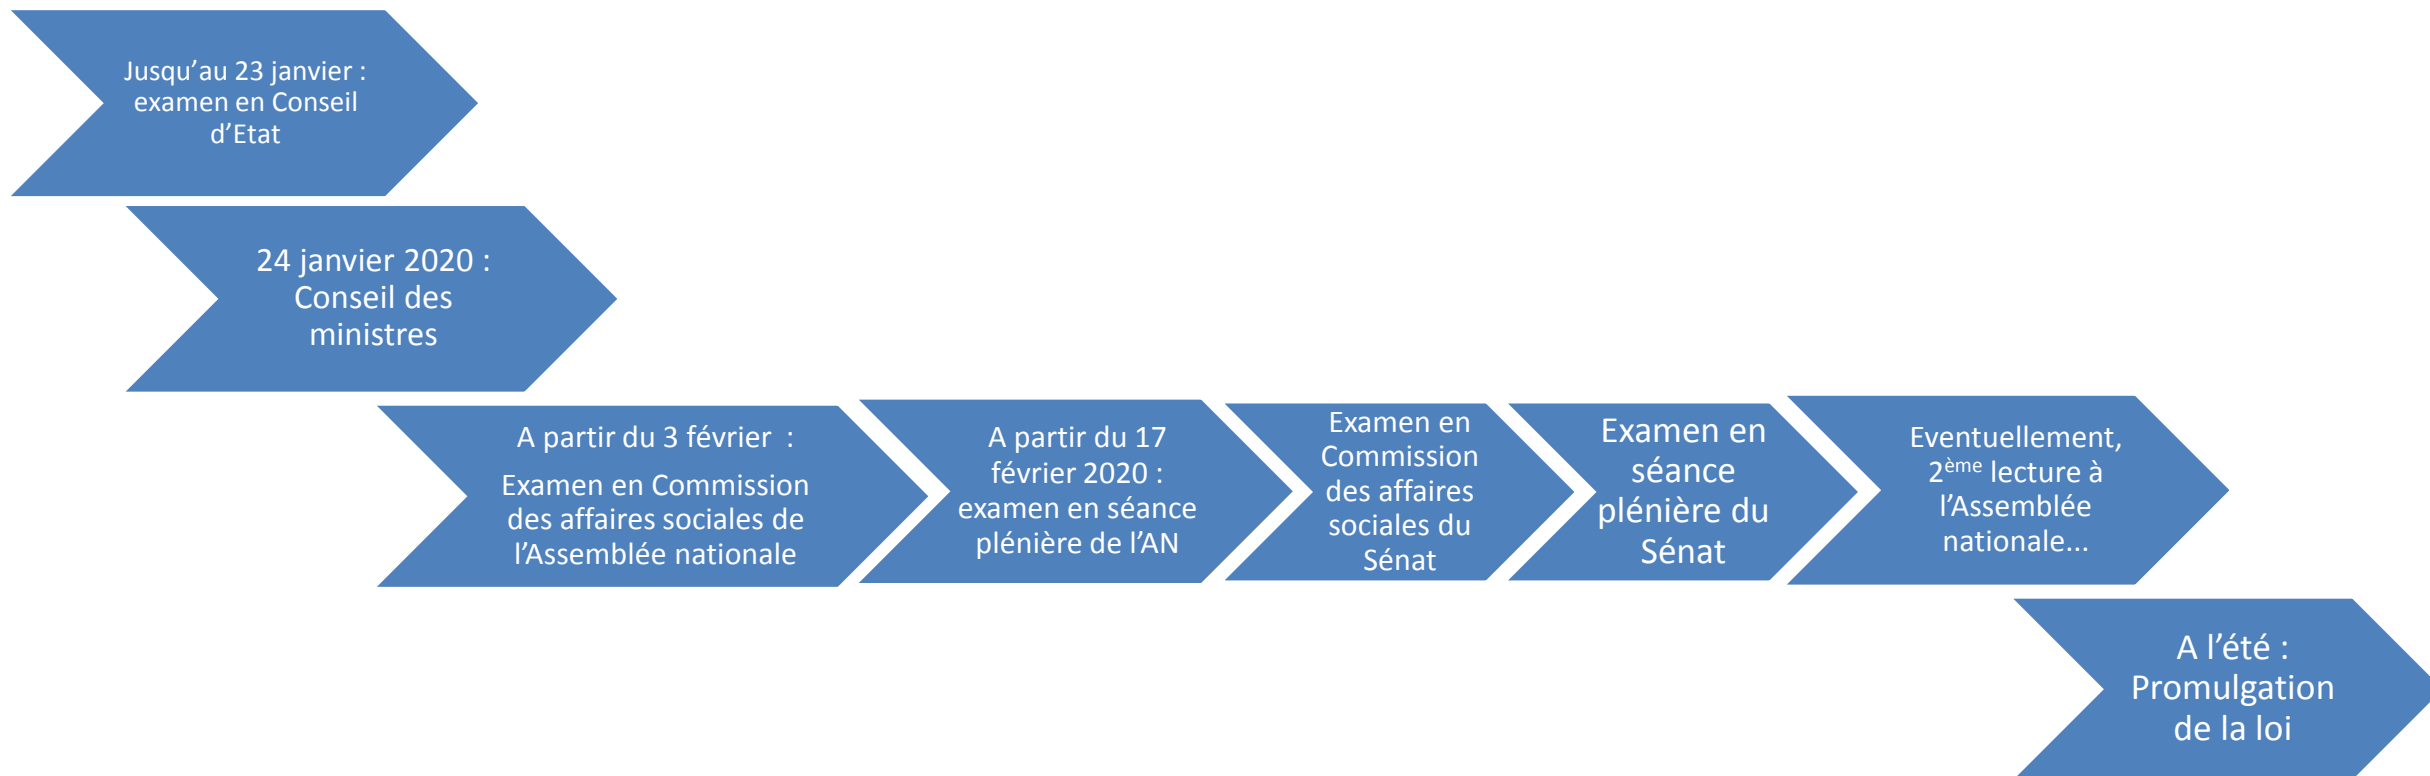 Jusqu’au 23 janvier :
examen en Conseil
d’Etat
24 janvier 2020 :
Conseil des
ministres
A partir du 3 février :
Examen en Commission
des affaires sociales de
l’Assemblée nationale
A partir du 17
février 2020 :
examen en séance
plénière de l’AN
Examen en
Commission
des affaires
sociales du
Sénat
Examen en
séance
plénière du
Sénat
Eventuellement,
2ème lecture à
l’Assemblée
nationale...
A l’été :
Promulgation
de la loi